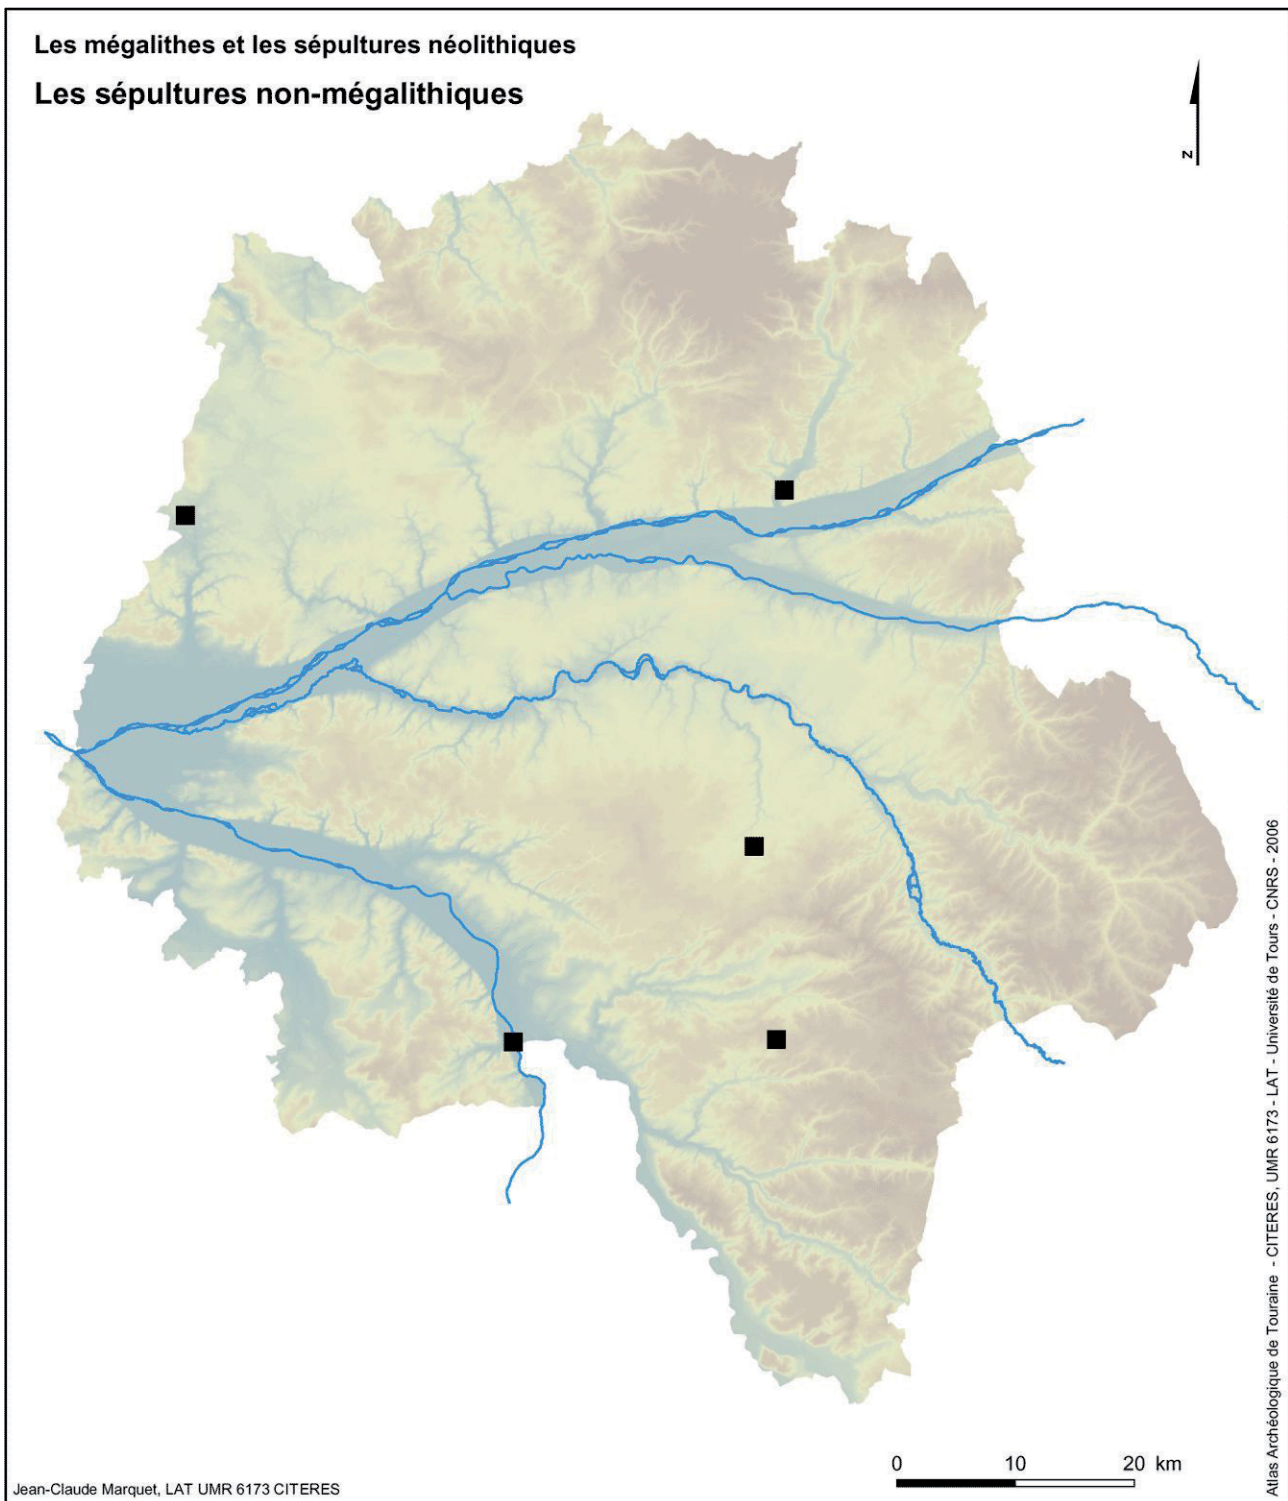 Les mégalithes et les sépultures néolithiques
Les sépultures non-mégalithiques
N
Atlas Archéologique de Touraine - CITERES, UMR 6173 - LAT - Université de Tours - CNRS - 2006
0 10 20 km
Jean-Claude Marquet, LAT UMR 6173 CITERES